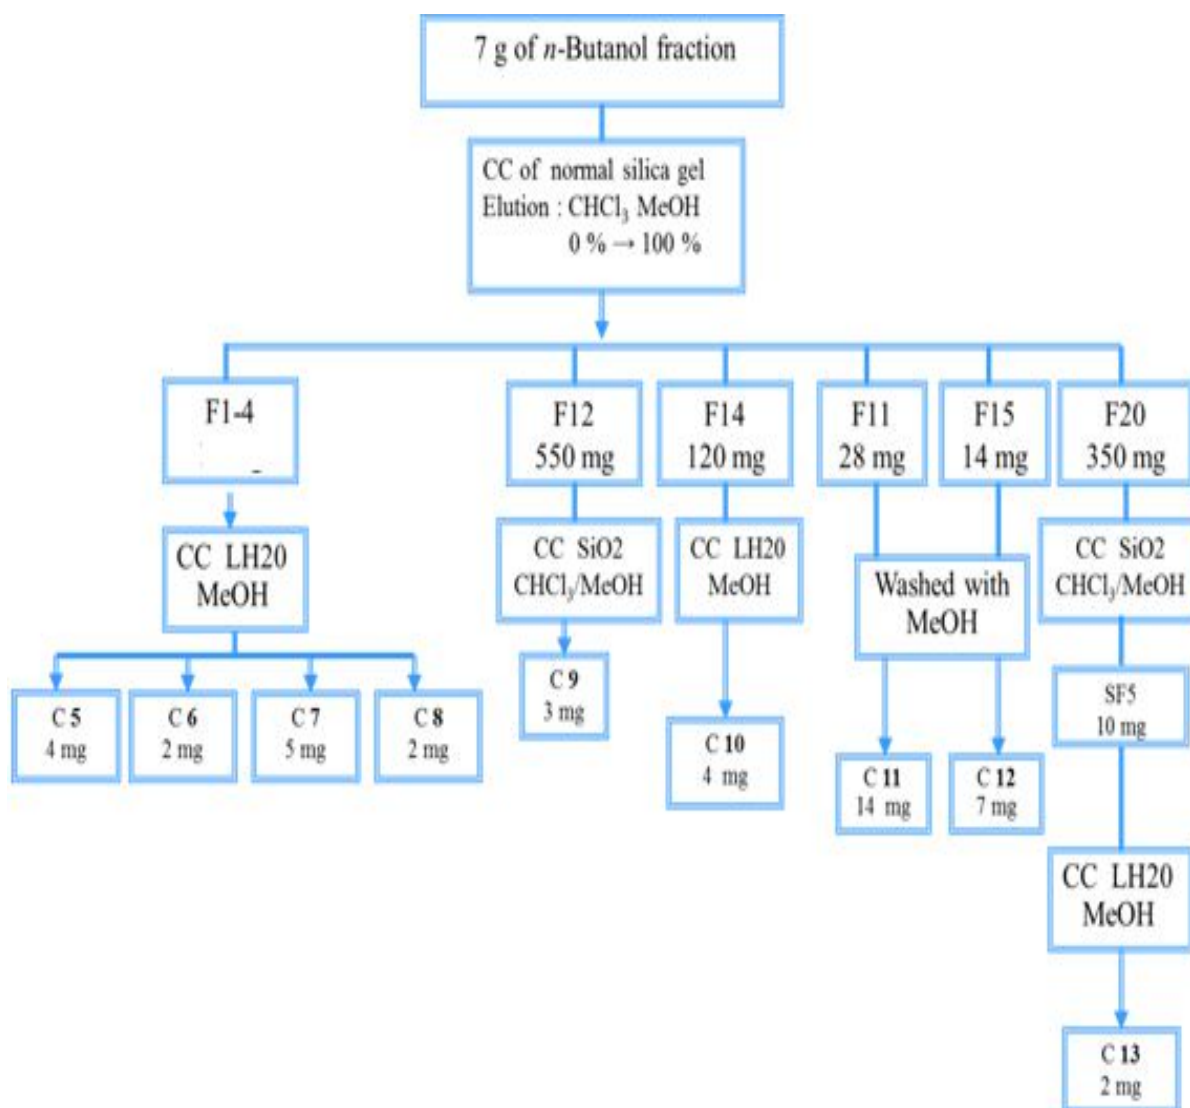 7 g of n-Butanol fraction
CC of normal silica gel
Elution : CHCl₃ MeOH
0 % → 100 %
F1-4
F12
550 mg
F14
120 mg
F11
28 mg
F15
14 mg
F20
350 mg
CC LH20
MeOH
CC SiO2
CHCl₃/MeOH
CC LH20
MeOH
Washed with
MeOH
CC SiO2
CHCl₃/MeOH
C 5
4 mg
C 6
2 mg
C 7
5 mg
C 8
2 mg
C 9
3 mg
C 10
4 mg
C 11
14 mg
C 12
7 mg
SF5
10 mg
CC LH20
MeOH
C 13
2 mg